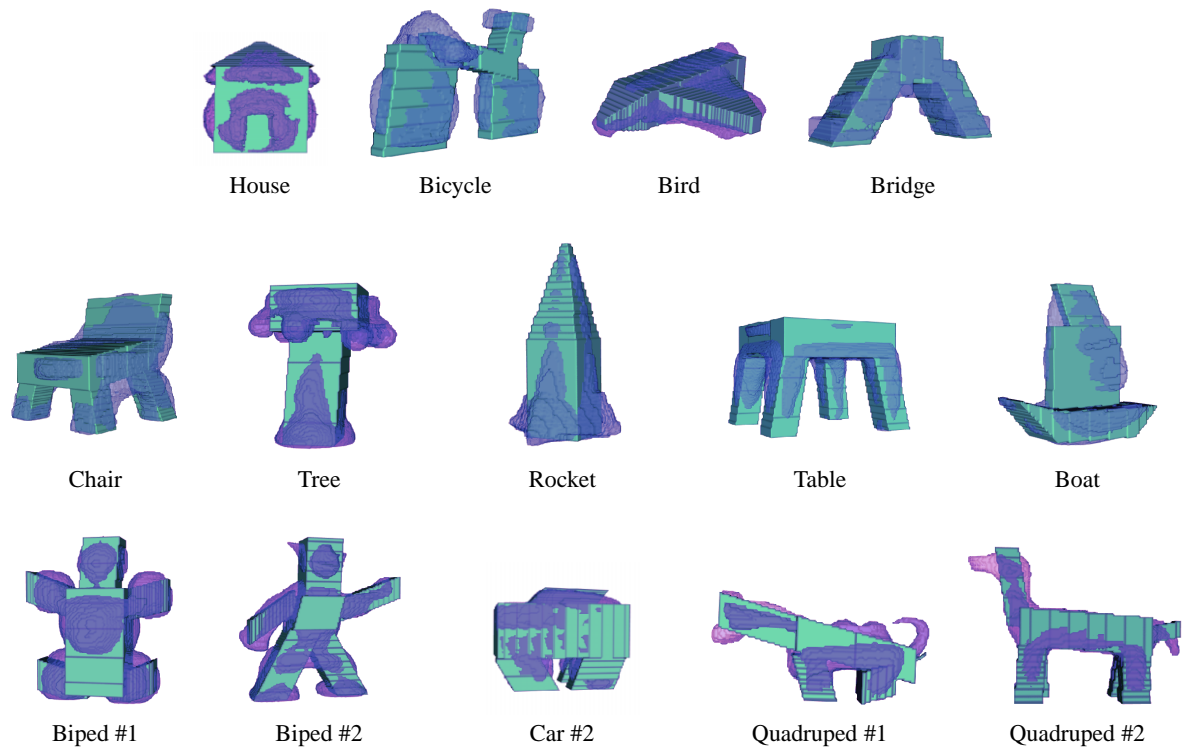 House
Bicycle
Bird
Bridge
Chair
Tree
Rocket
Table
Boat
Biped #1
Biped #2
Car #2
Quadruped #1
Quadruped #2